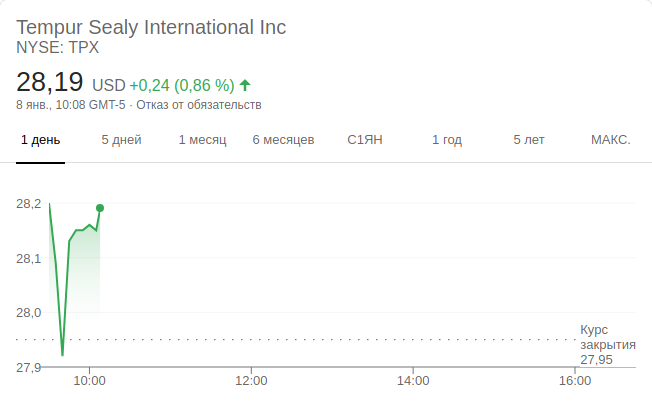 Tempur Sealy International Inc
NYSE: TPX
28,19 USD +0,24 (0,86 %)
8 янв., 10:08 GMT-5 · Отказ от обязательств
1 день 5 дней 1 месяц 6 месяцев С1ЯН 1 год 5 лет МАКС.
28,2
28,1
28,0
27,9
Курс
закрытия
27,95
10:00 12:00 14:00 16:00